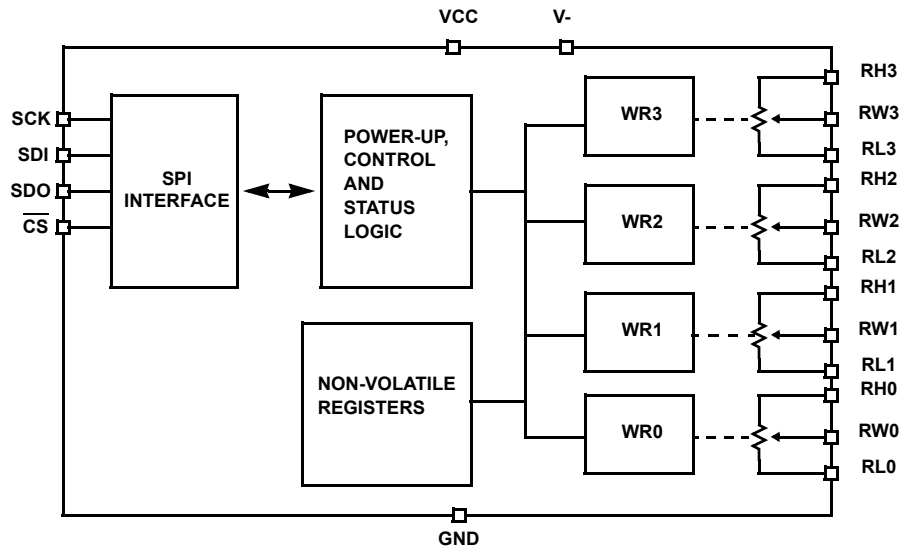 VCC
V-
SCK
SDI
SDO
CS
SPI
INTERFACE
POWER-UP,
CONTROL
AND
STATUS
LOGIC
NON-VOLATILE
REGISTERS
WR3
WR2
WR1
WR0
RH3
RW3
RL3
RH2
RW2
RL2
RH1
RW1
RL1
RH0
RW0
RL0
GND